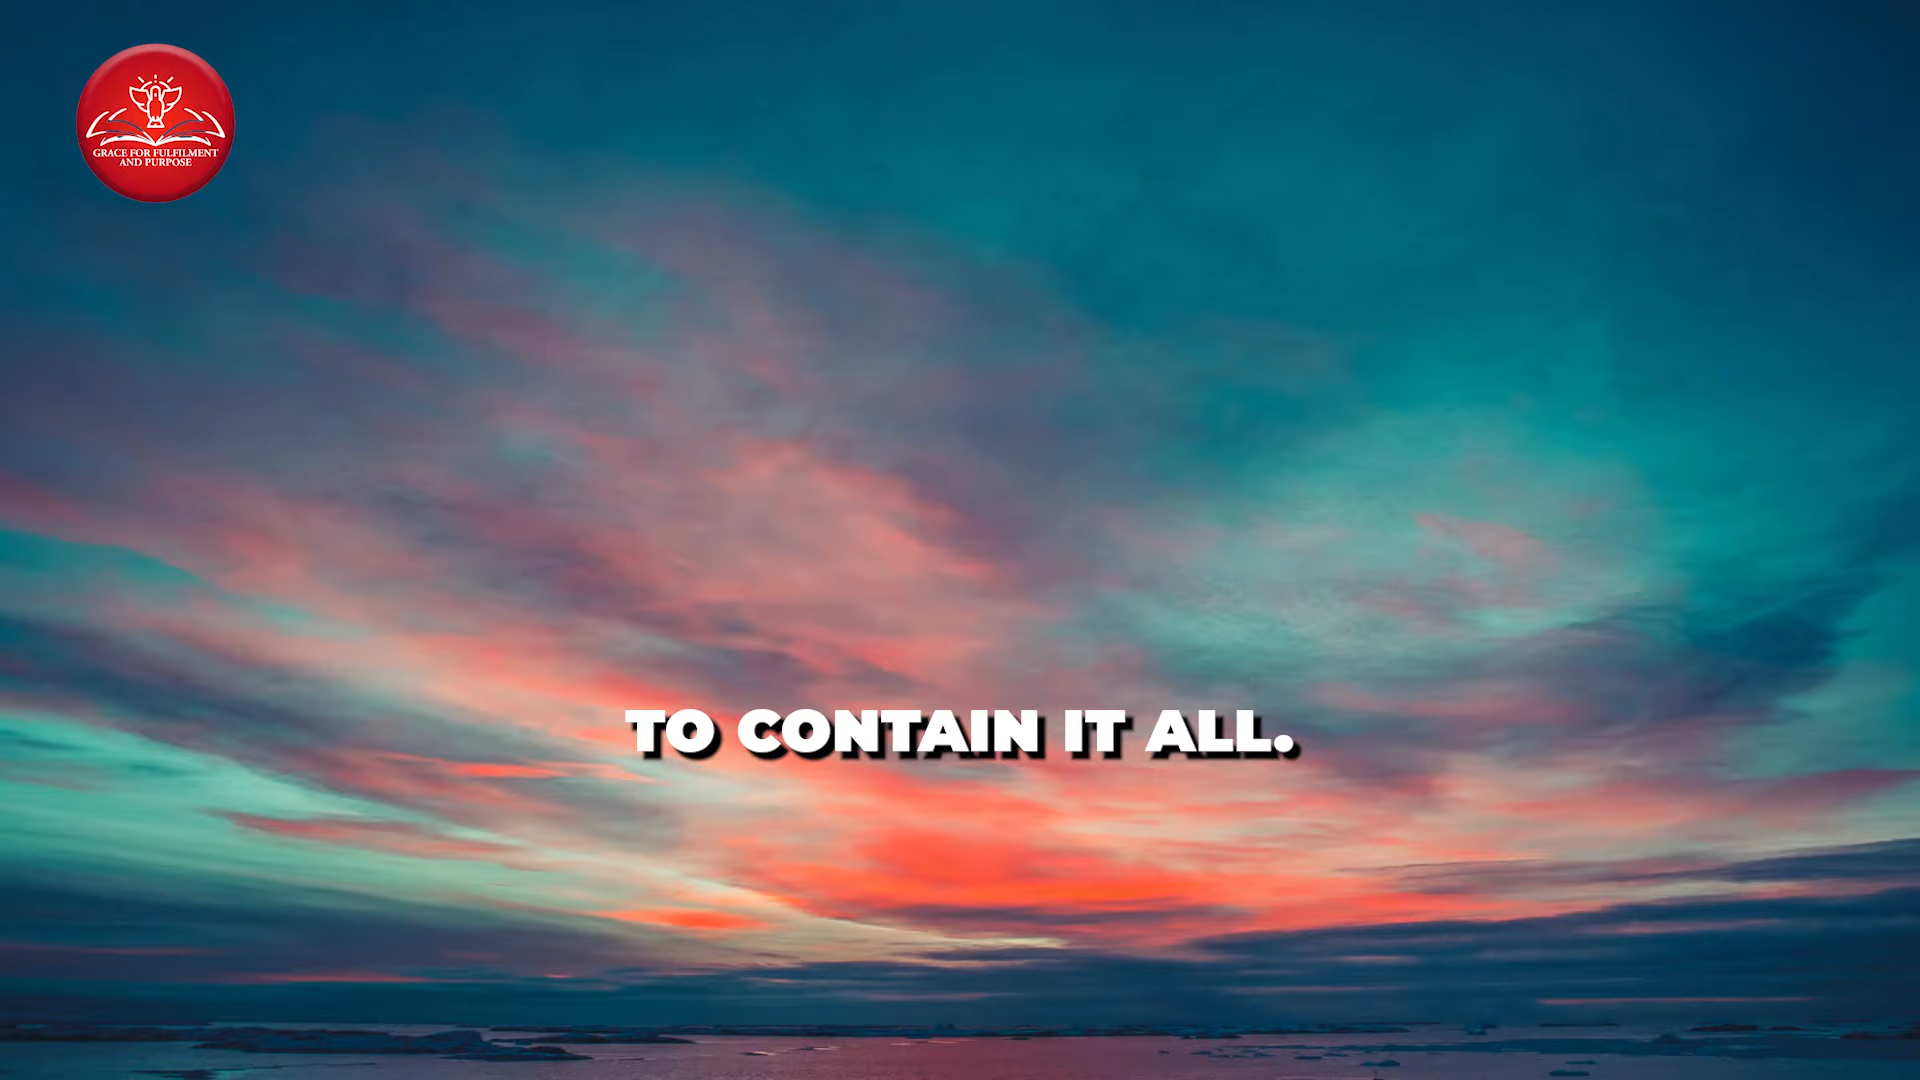 GRACE FOR FULFILMENT
AND PURPOSE
TO CONTAIN IT ALL.